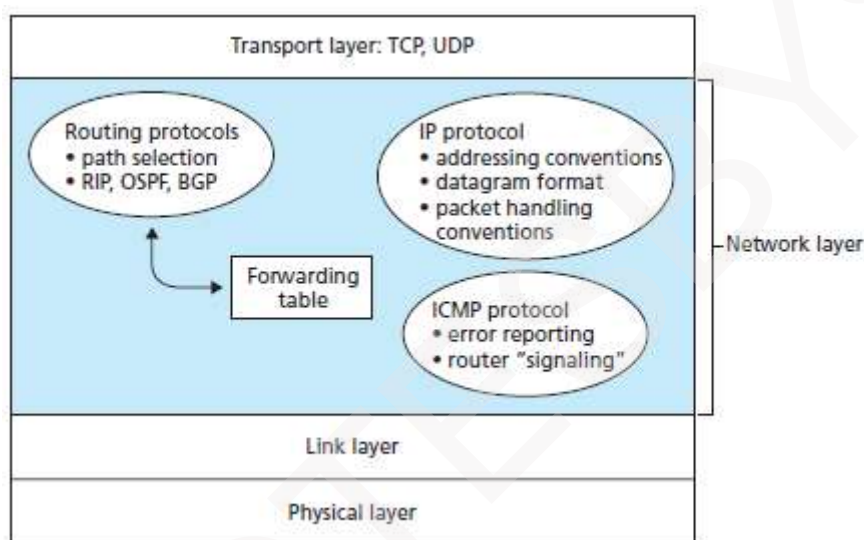 Transport layer: TCP, UDP
Routing protocols
• path selection
• RIP, OSPF, BGP
IP protocol
• addressing conventions
• datagram format
• packet handling
conventions
Network layer
Forwarding
table
ICMP protocol
• error reporting
• router "signaling"
Link layer
Physical layer